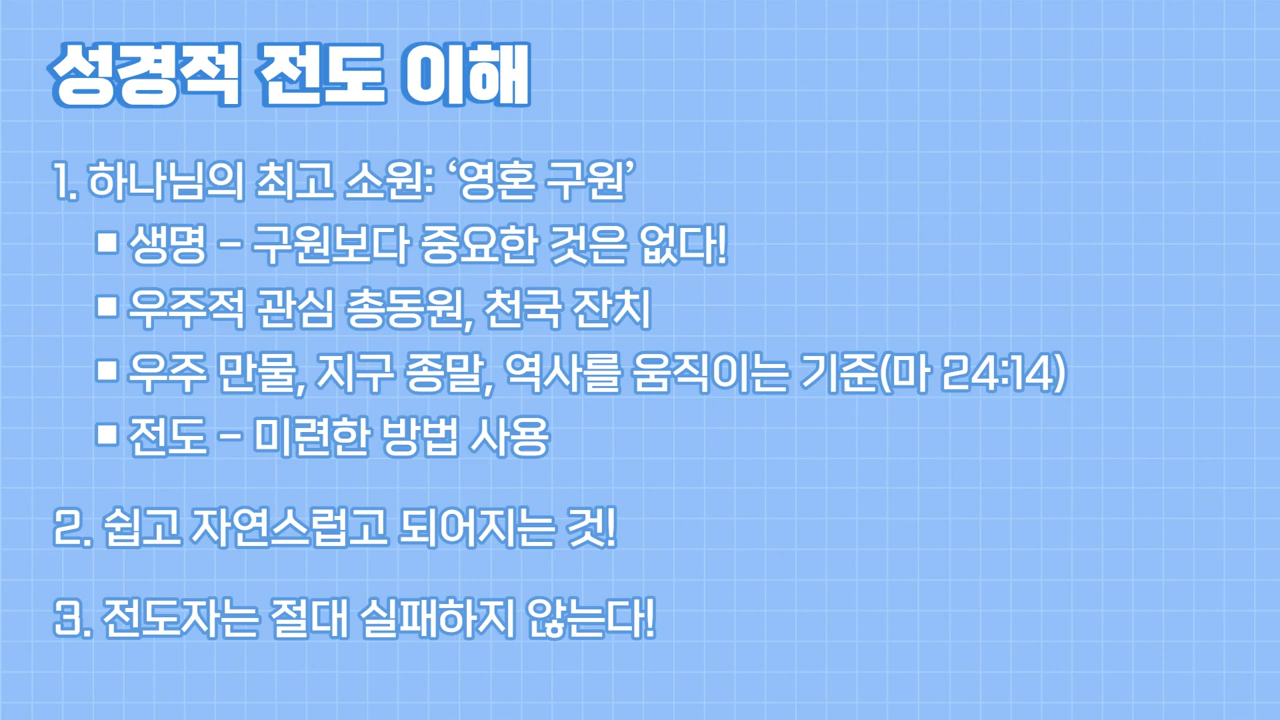 성경적 전도 이해
1. 하나님의 최고 소원: ‘영혼 구원’
■ 생명 - 구원보다 중요한 것은 없다!
■ 우주적 관심 총동원, 천국 잔치
■ 우주 만물, 지구 종말, 역사를 움직이는 기준(마 24:14)
■ 전도 - 미련한 방법 사용
2. 쉽고 자연스럽고 되어지는 것!
3. 전도자는 절대 실패하지 않는다!